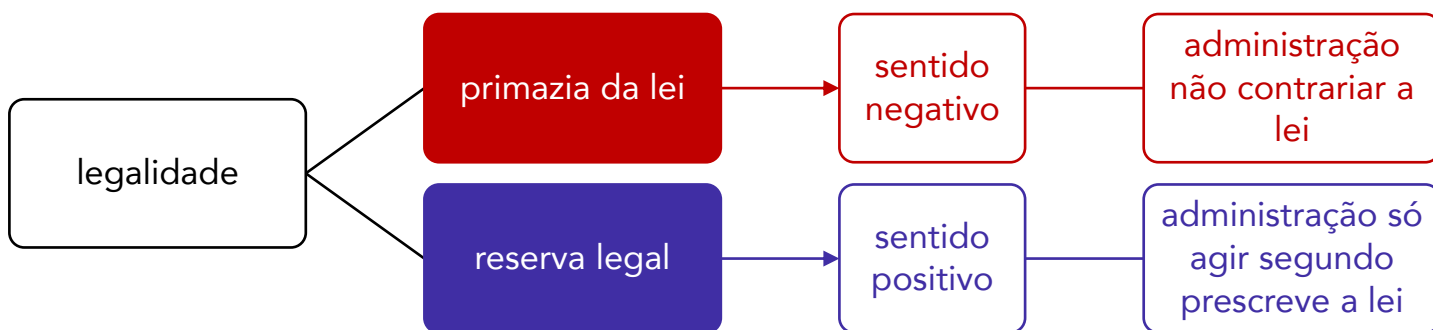 legalidade
primazia da lei
sentido
negativo
administração
não contrariar a
lei
reserva legal
sentido
positivo
administração só
agir segundo
prescreve a lei